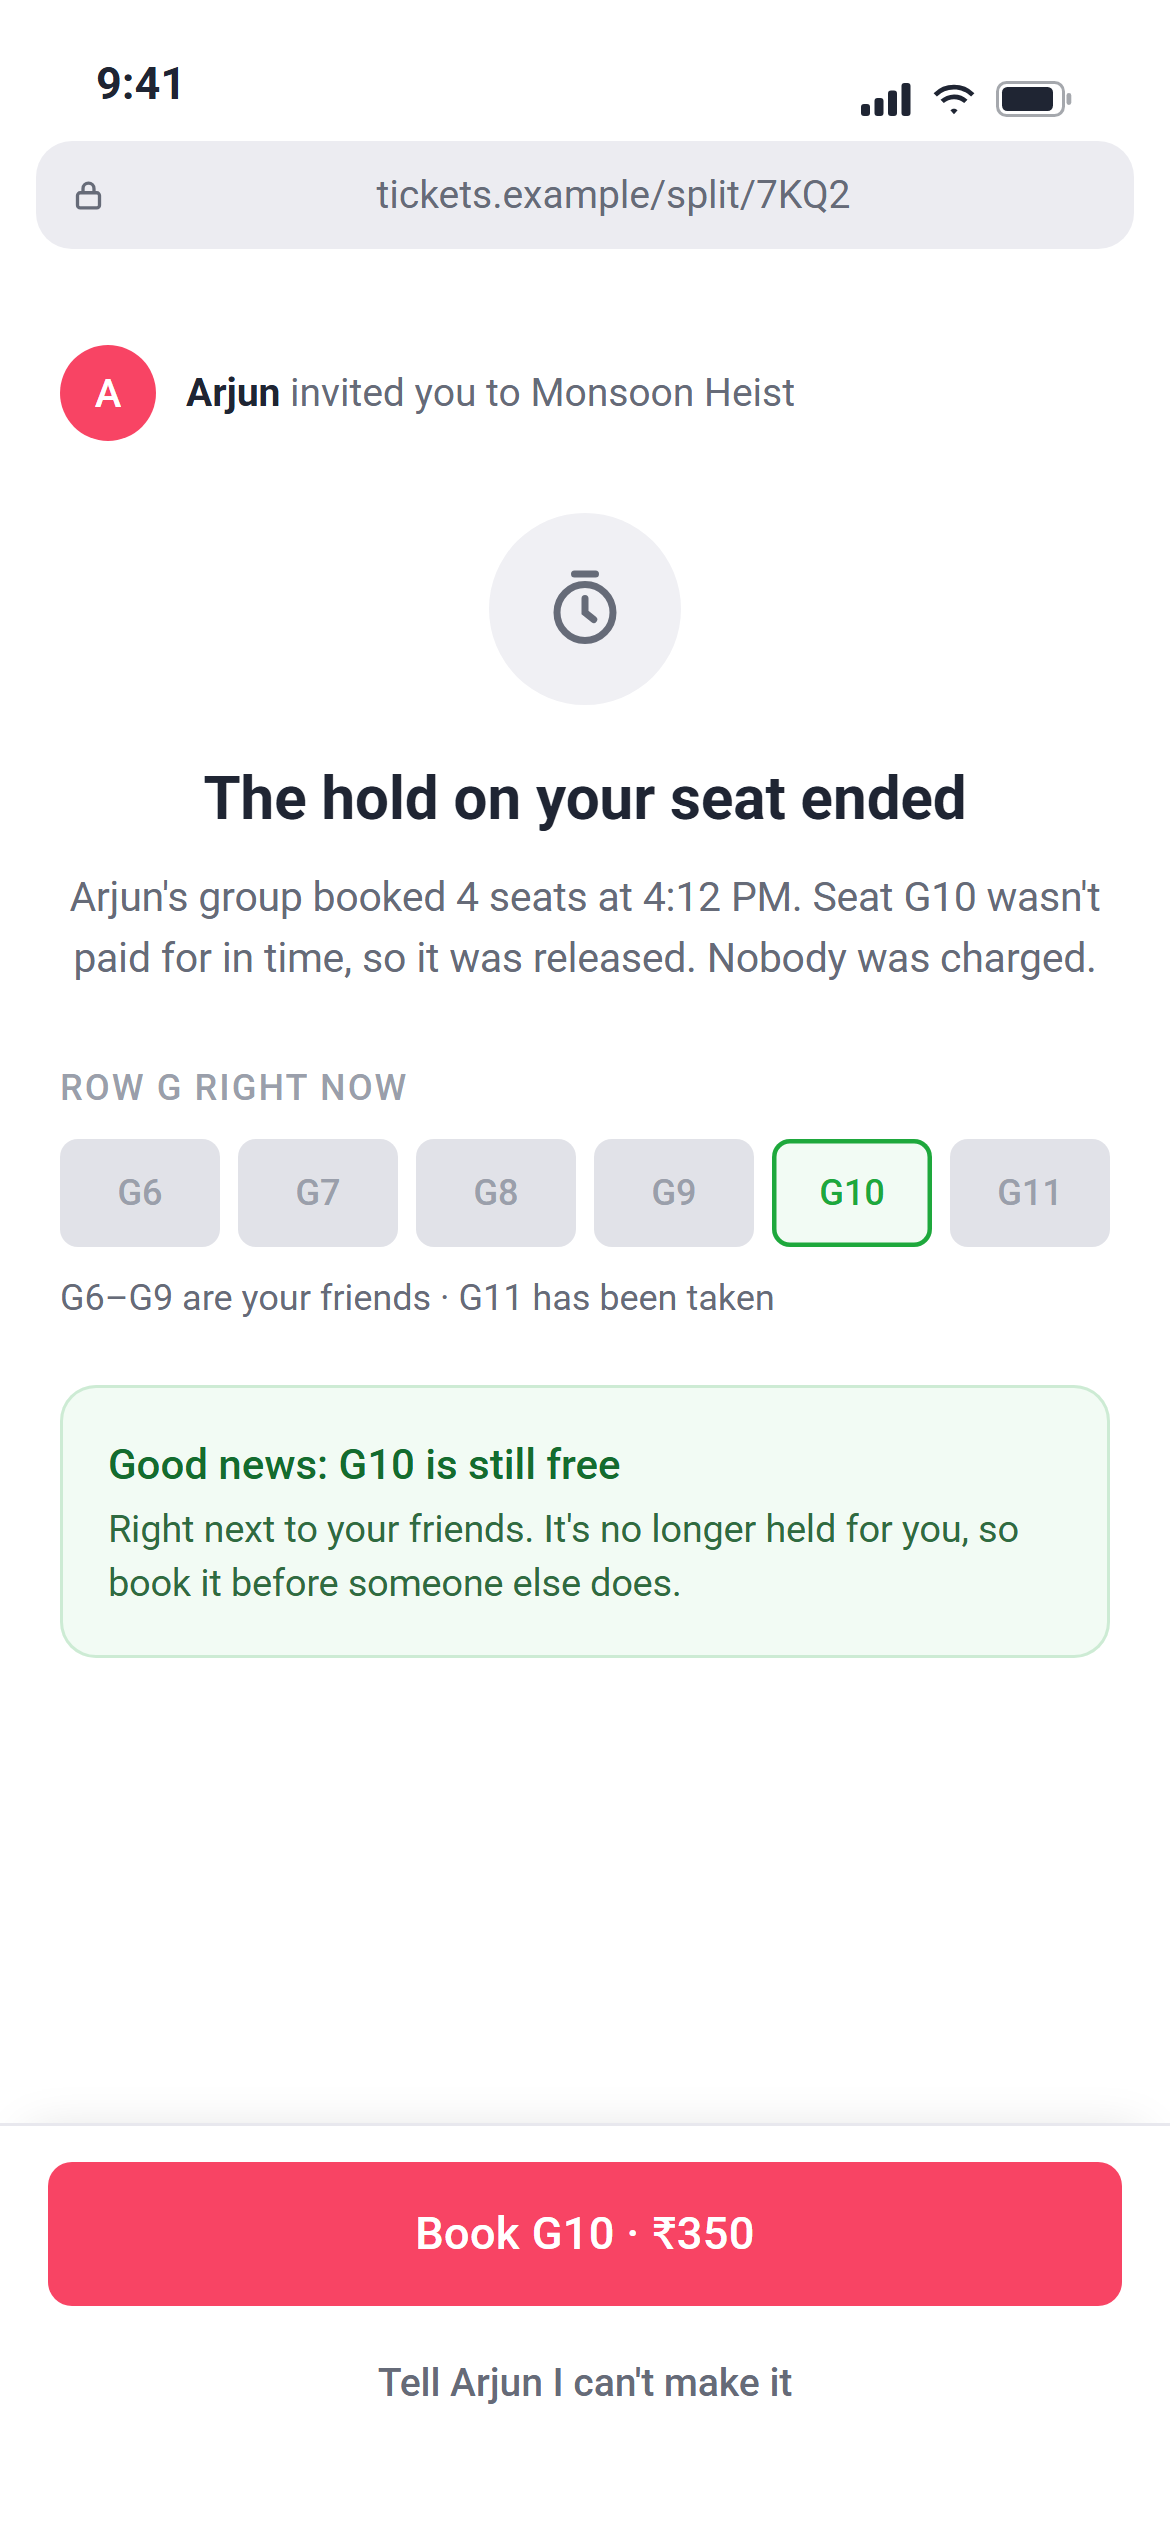 9:41
tickets.example/split/7KQ2
A
Arjun invited you to Monsoon Heist
The hold on your seat ended
Arjun's group booked 4 seats at 4:12 PM. Seat G10 wasn't
paid for in time, so it was released. Nobody was charged.
ROW G RIGHT NOW
G6 G7 G8 G9 G10 G11
G6–G9 are your friends · G11 has been taken
Good news: G10 is still free
Right next to your friends. It's no longer held for you, so
book it before someone else does.
Book G10 · ₹350
Tell Arjun I can't make it